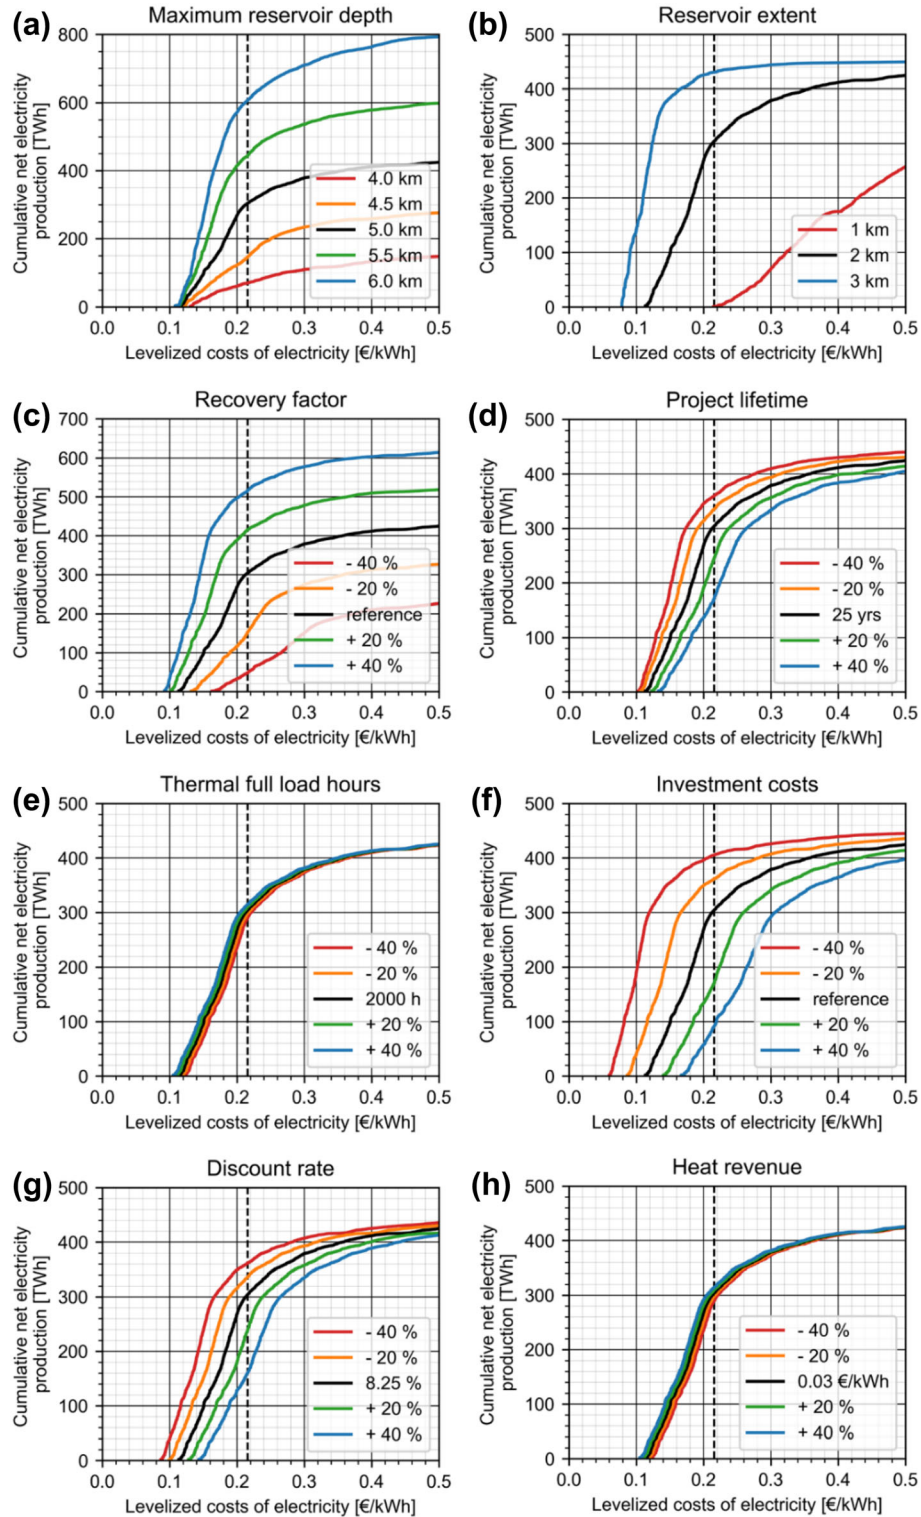 (a)
Maximum reservoir depth
Cumulative net electricity
production [TWh]
800
600
400
200
0
4.0 km
4.5 km
5.0 km
5.5 km
6.0 km
0.0 0.1 0.2 0.3 0.4 0.5
Levelized costs of electricity [€/kWh]
(b)
Reservoir extent
Cumulative net electricity
production [TWh]
500
400
300
200
100
0
1 km
2 km
3 km
0.0 0.1 0.2 0.3 0.4 0.5
Levelized costs of electricity [€/kWh]
(c)
Recovery factor
Cumulative net electricity
production [TWh]
700
600
500
400
300
200
100
0
- 40 %
- 20 %
reference
+ 20 %
+ 40 %
0.0 0.1 0.2 0.3 0.4 0.5
Levelized costs of electricity [€/kWh]
(d)
Project lifetime
Cumulative net electricity
production [TWh]
500
400
300
200
100
0
- 40 %
- 20 %
25 yrs
+ 20 %
+ 40 %
0.0 0.1 0.2 0.3 0.4 0.5
Levelized costs of electricity [€/kWh]
(e)
Thermal full load hours
Cumulative net electricity
production [TWh]
500
400
300
200
100
0
- 40 %
- 20 %
2000 h
+ 20 %
+ 40 %
0.0 0.1 0.2 0.3 0.4 0.5
Levelized costs of electricity [€/kWh]
(f)
Investment costs
Cumulative net electricity
production [TWh]
500
400
300
200
100
0
- 40 %
- 20 %
reference
+ 20 %
+ 40 %
0.0 0.1 0.2 0.3 0.4 0.5
Levelized costs of electricity [€/kWh]
(g)
Discount rate
Cumulative net electricity
production [TWh]
500
400
300
200
100
0
- 40 %
- 20 %
8.25 %
+ 20 %
+ 40 %
0.0 0.1 0.2 0.3 0.4 0.5
Levelized costs of electricity [€/kWh]
(h)
Heat revenue
Cumulative net electricity
production [TWh]
500
400
300
200
100
0
- 40 %
- 20 %
0.03 €/kWh
+ 20 %
+ 40 %
0.0 0.1 0.2 0.3 0.4 0.5
Levelized costs of electricity [€/kWh]